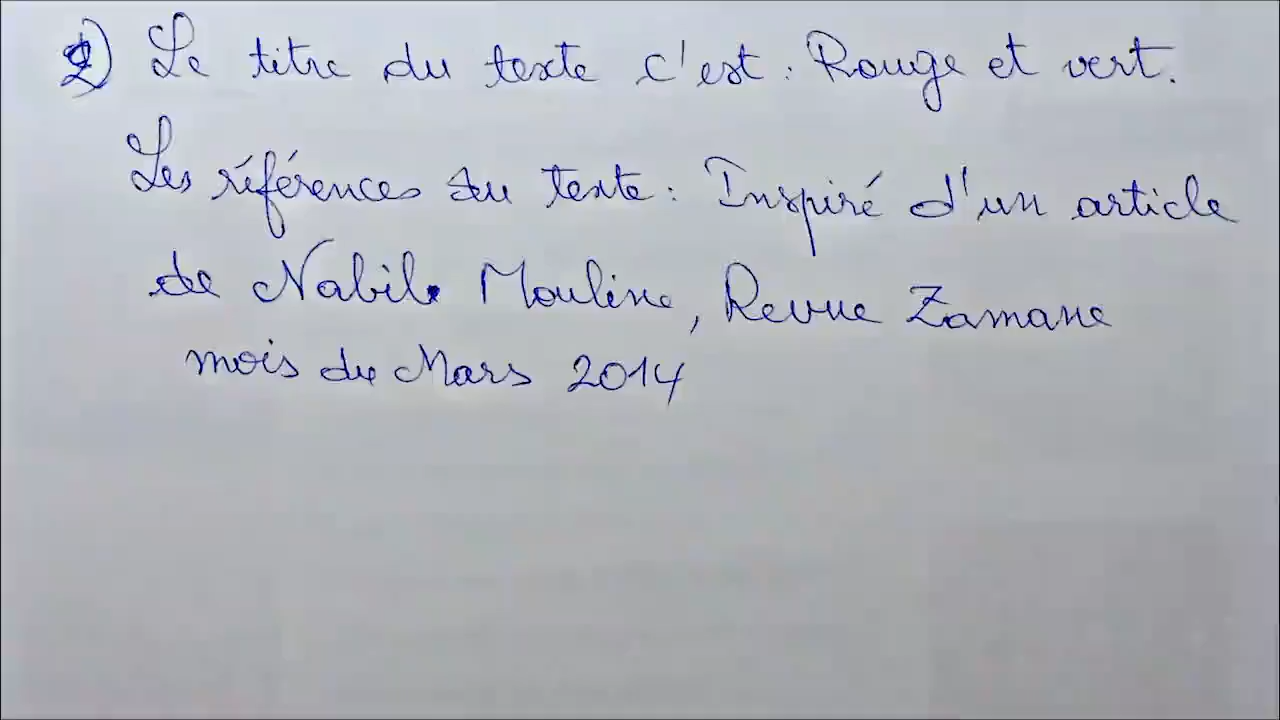 2) Le titre du texte c'est : Rouge et vert.
Les références du texte : Inspiré d'un article
de Nabil Mouline, Revue Zamane
mois du Mars 2014